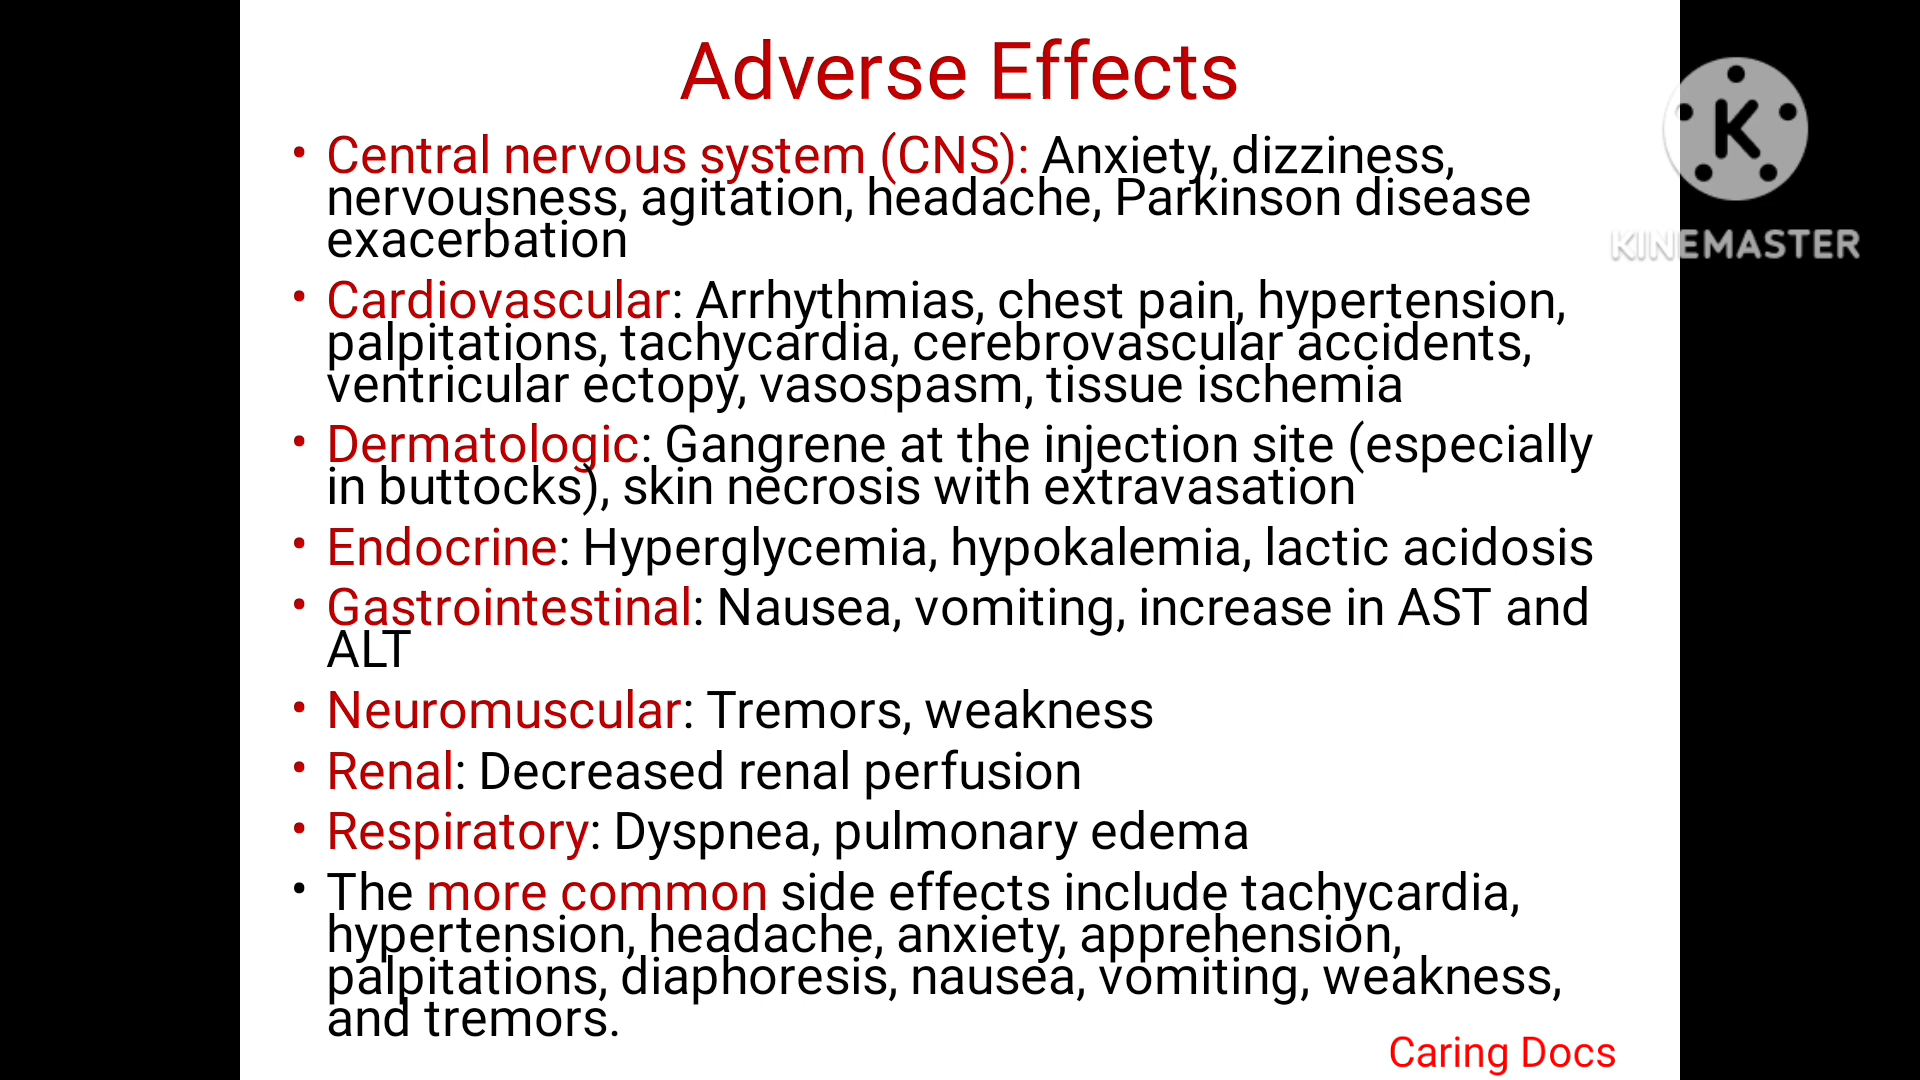 Adverse Effects
• Central nervous system (CNS): Anxiety, dizziness,
nervousness, agitation, headache, Parkinson disease
exacerbation
• Cardiovascular: Arrhythmias, chest pain, hypertension,
palpitations, tachycardia, cerebrovascular accidents,
ventricular ectopy, vasospasm, tissue ischemia
• Dermatologic: Gangrene at the injection site (especially
in buttocks), skin necrosis with extravasation
• Endocrine: Hyperglycemia, hypokalemia, lactic acidosis
• Gastrointestinal: Nausea, vomiting, increase in AST and
ALT
• Neuromuscular: Tremors, weakness
• Renal: Decreased renal perfusion
• Respiratory: Dyspnea, pulmonary edema
• The more common side effects include tachycardia,
hypertension, headache, anxiety, apprehension,
palpitations, diaphoresis, nausea, vomiting, weakness,
and tremors.
Caring Docs
K
KINEMASTER